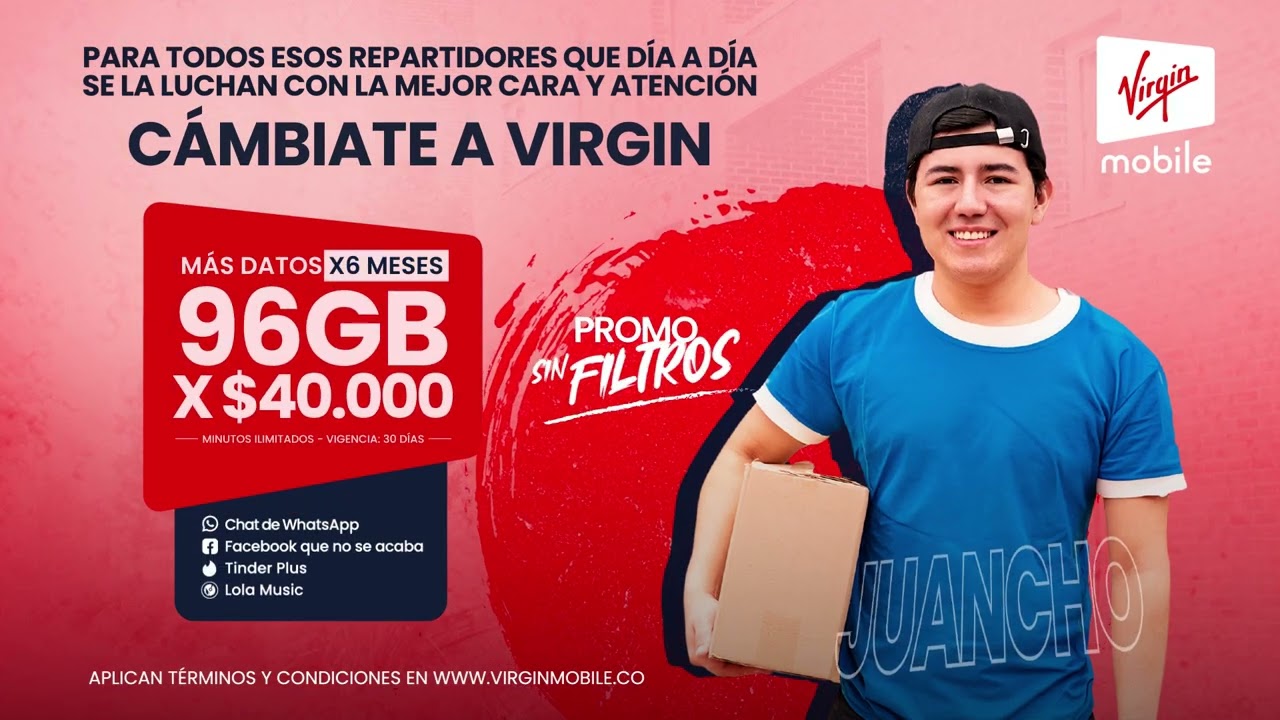 PARA TODOS ESOS REPARTIDORES QUE DÍA A DÍA
SE LA LUCHAN CON LA MEJOR CARA Y ATENCIÓN
CÁMBIATE A VIRGIN
Virgin
mobile
MÁS DATOS X6 MESES
96GB
X $40.000
MINUTOS ILIMITADOS - VIGENCIA: 30 DÍAS
Chat de WhatsApp
Facebook que no se acaba
Tinder Plus
Lola Music
PROMO
SIN FILTROS
JUANCHO
APLICAN TÉRMINOS Y CONDICIONES EN WWW.VIRGINMOBILE.CO